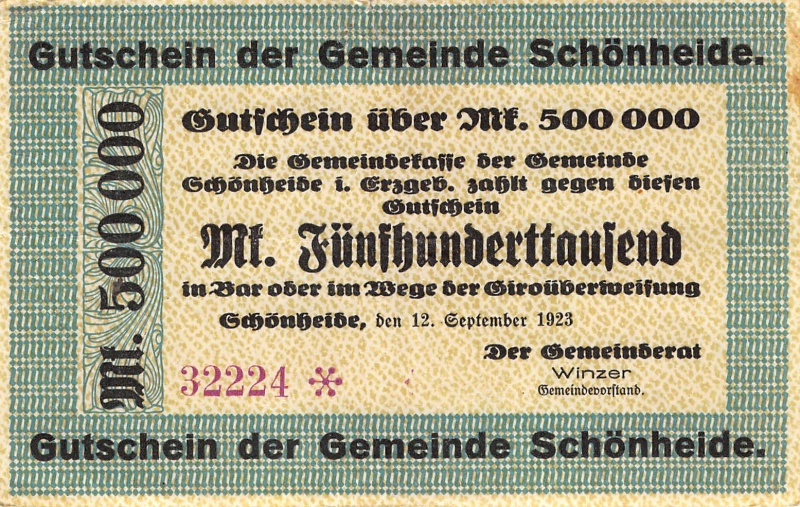 Gutschein der Gemeinde Schönheide.
Mk. 500 000
Gutschein über Mk. 500 000
Die Gemeindekasse der Gemeinde
Schönheide i. Erzgeb. zahlt gegen diesen
Gutschein
Mk. Fünfhunderttausend
in Bar oder im Wege der Giroüberweisung
Schönheide, den 12. September 1923
Der Gemeinderat
Winzer
Gemeindevorstand.
32224 *
Gutschein der Gemeinde Schönheide.